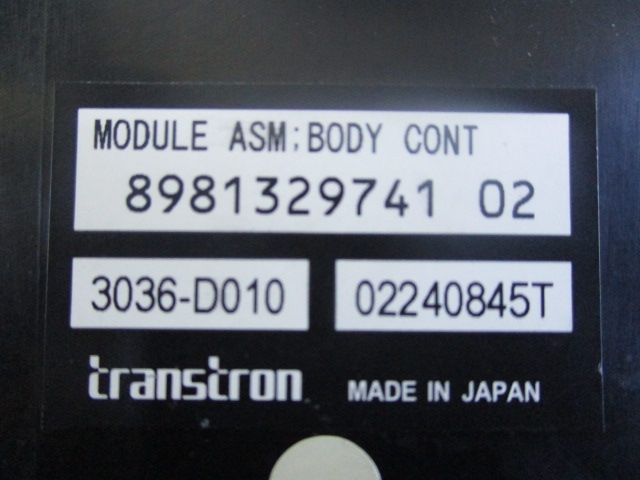 MODULE ASM:BODY CONT
8981329741 02
3036-D010
02240845T
transtron
MADE IN JAPAN